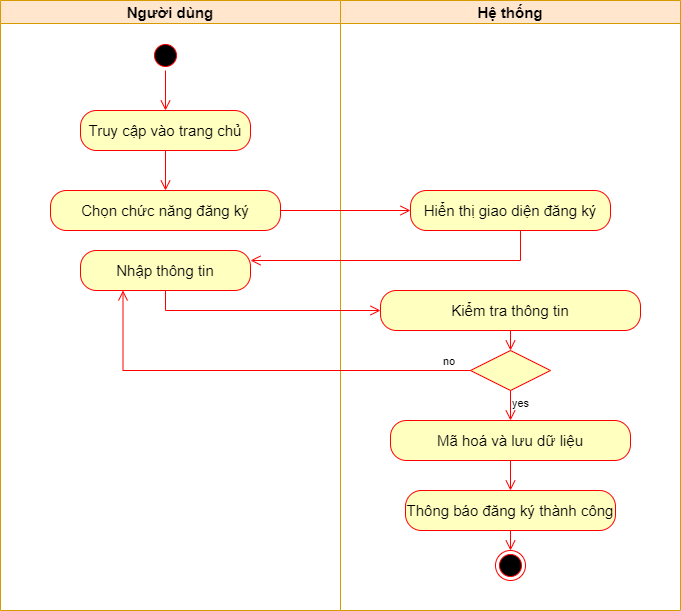 Người dùng
Hệ thống
Truy cập vào trang chủ
Chọn chức năng đăng ký
Hiển thị giao diện đăng ký
Nhập thông tin
Kiểm tra thông tin
no
yes
Mã hoá và lưu dữ liệu
Thông báo đăng ký thành công